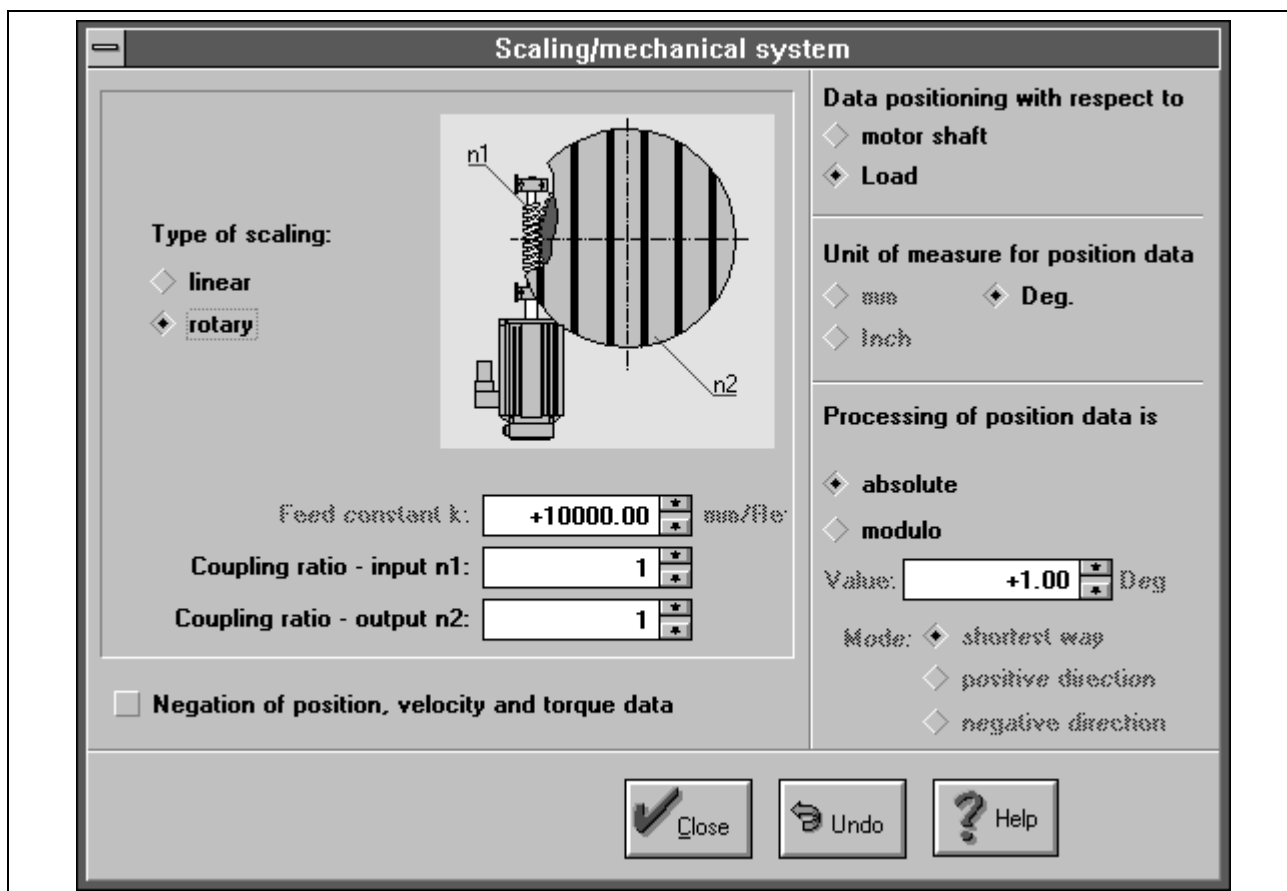 Scaling/mechanical system
Type of scaling:
linear
rotary
n1
n2
Feed constant k:
+10000.00
mm/Re
Coupling ratio - input n1:
1
Coupling ratio - output n2:
1
Negation of position, velocity and torque data
Data positioning with respect to
motor shaft
Load
Unit of measure for position data
mm
Deg.
Inch
Processing of position data is
absolute
modulo
Value:
+1.00
Deg
Mode:
shortest way
positive direction
negative direction
Close
Undo
Help